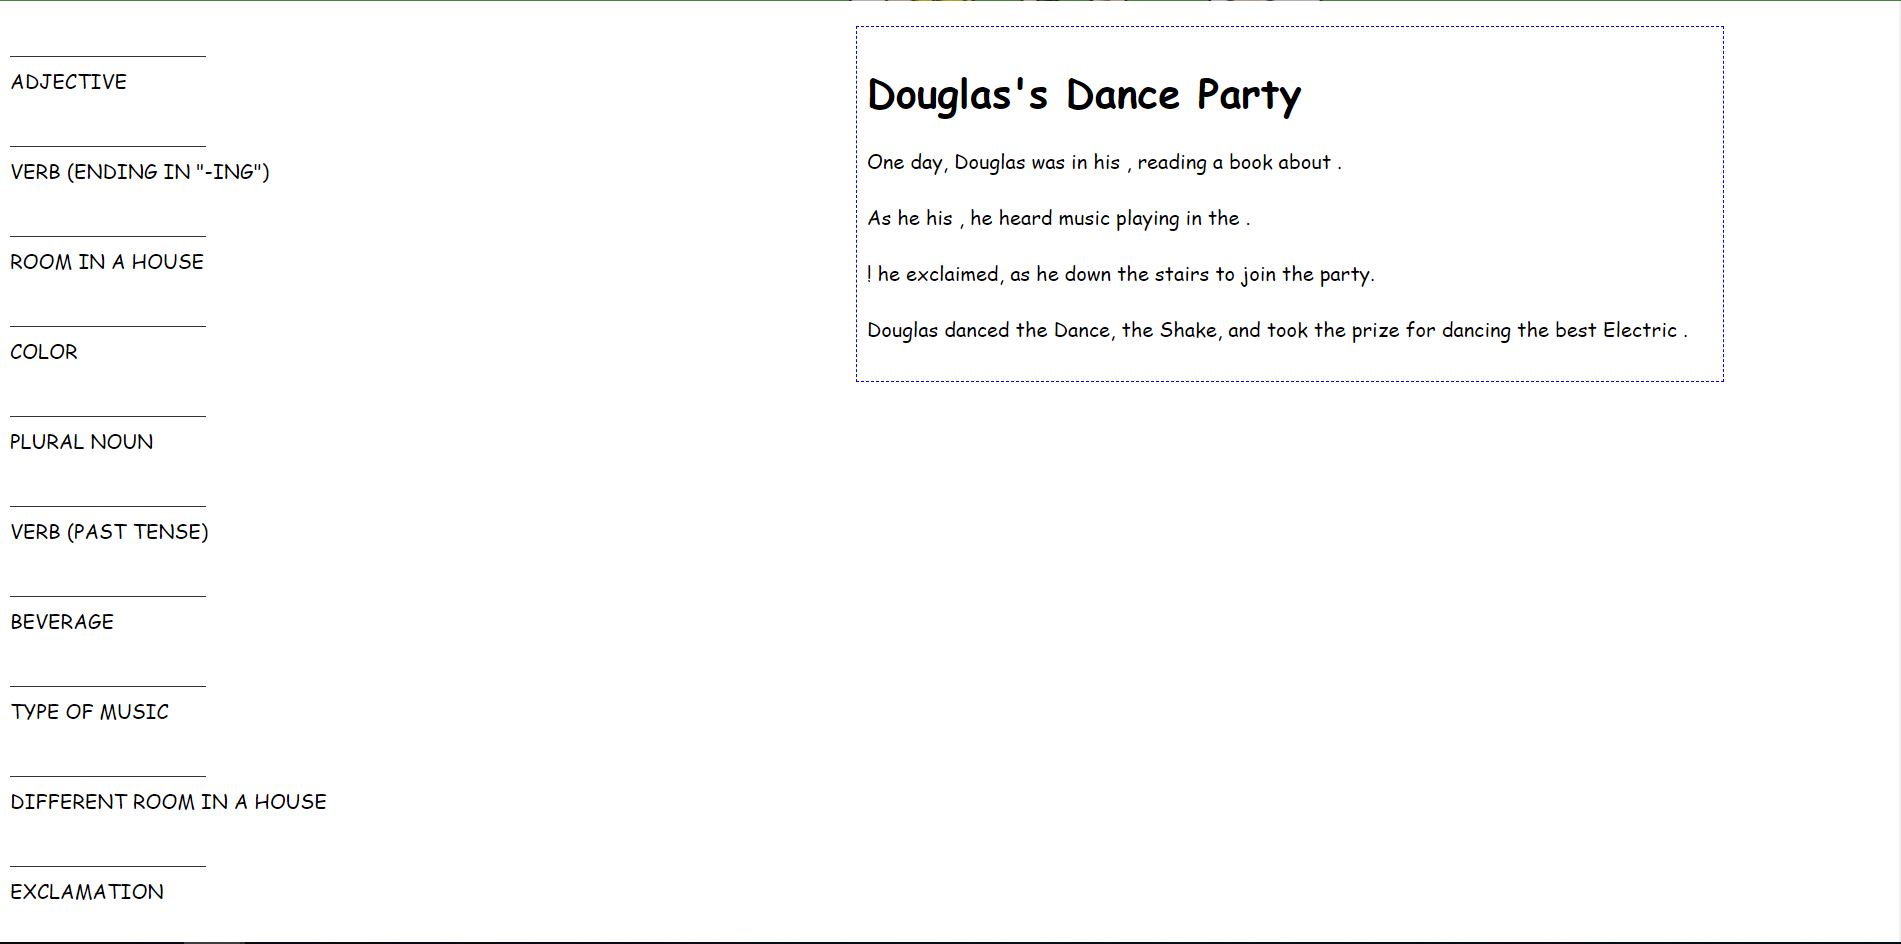 ADJECTIVE
VERB (ENDING IN "-ING")
ROOM IN A HOUSE
COLOR
PLURAL NOUN
VERB (PAST TENSE)
BEVERAGE
TYPE OF MUSIC
DIFFERENT ROOM IN A HOUSE
EXCLAMATION
Douglas's Dance Party
One day, Douglas was in his , reading a book about .
As he his , he heard music playing in the .
! he exclaimed, as he down the stairs to join the party.
Douglas danced the Dance, the Shake, and took the prize for dancing the best Electric .